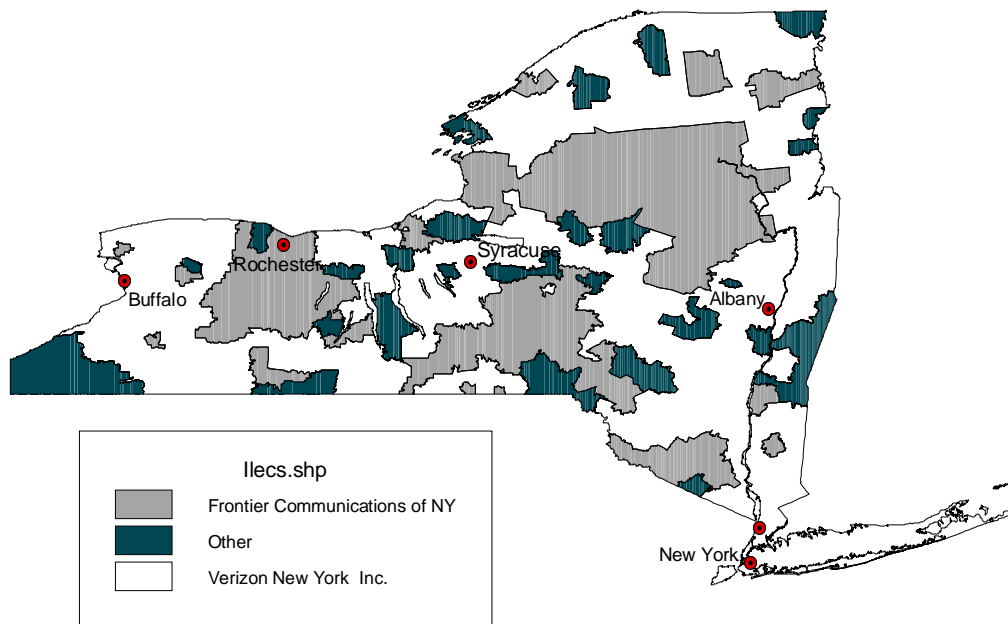 Syracuse
Rochester
Buffalo
Albany
New York
Ilecs.shp
Frontier Communications of NY
Other
Verizon New York Inc.